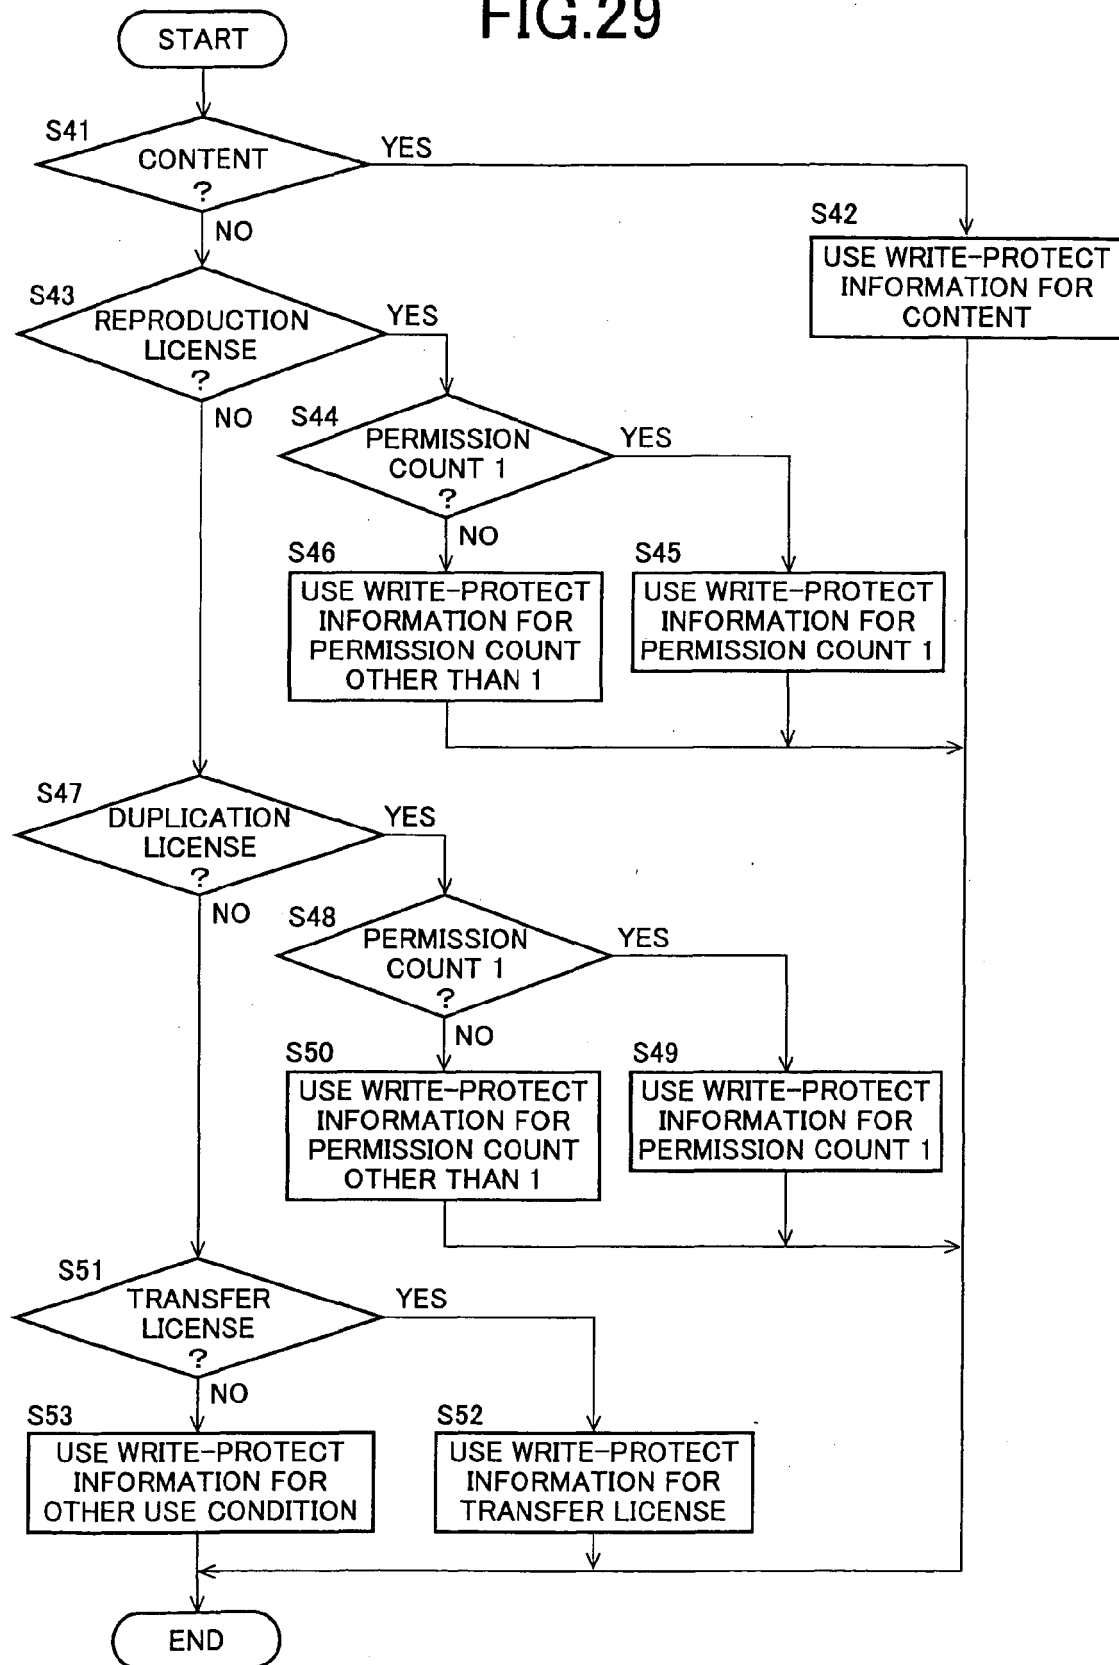 FIG.29
START
S41
CONTENT
?
YES
NO
S42
USE WRITE-PROTECT
INFORMATION FOR
CONTENT
S43
REPRODUCTION
LICENSE
?
YES
NO
S44
PERMISSION
COUNT 1
?
YES
NO
S46
USE WRITE-PROTECT
INFORMATION FOR
PERMISSION COUNT
OTHER THAN 1
S45
USE WRITE-PROTECT
INFORMATION FOR
PERMISSION COUNT 1
S47
DUPLICATION
LICENSE
?
YES
NO
S48
PERMISSION
COUNT 1
?
YES
NO
S50
USE WRITE-PROTECT
INFORMATION FOR
PERMISSION COUNT
OTHER THAN 1
S49
USE WRITE-PROTECT
INFORMATION FOR
PERMISSION COUNT 1
S51
TRANSFER
LICENSE
?
YES
NO
S53
USE WRITE-PROTECT
INFORMATION FOR
OTHER USE CONDITION
S52
USE WRITE-PROTECT
INFORMATION FOR
TRANSFER LICENSE
END